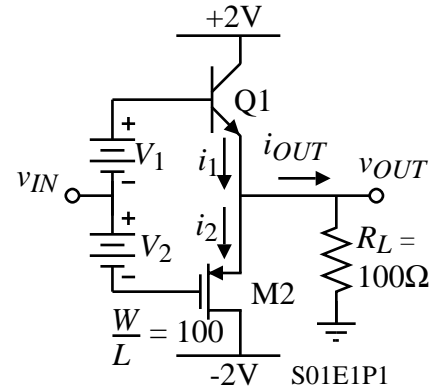 +2V
Q1
+
V1
i1
iOUT
vOUT
vIN
−
+
i2
V2
RL =
100Ω
−
M2
W/L = 100
-2V
S01E1P1